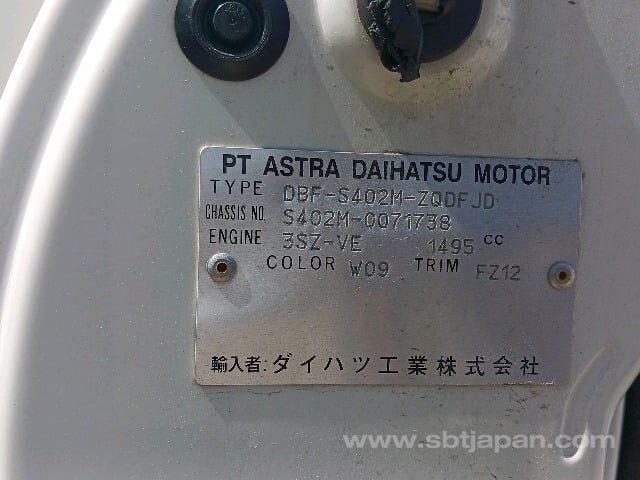 PT ASTRA DAIHATSU MOTOR
TYPE DBF-S402M-ZQDFJD
CHASSIS NO. S402M-0071738
ENGINE 3SZ-VE 1495 CC
COLOR W09 TRIM FZ12
輸入者:ダイハツ工業株式会社
www.sbtjapan.com